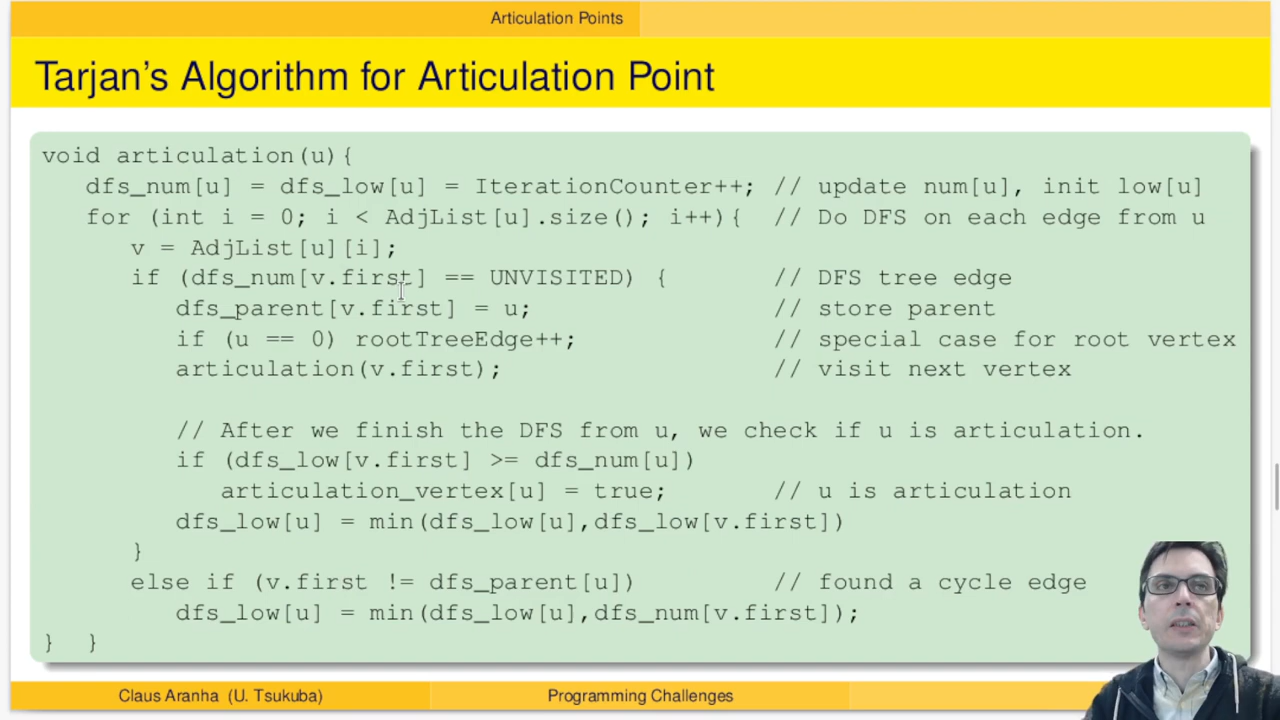 Articulation Points
Tarjan's Algorithm for Articulation Point
void articulation(u){
dfs_num[u] = dfs_low[u] = IterationCounter++; // update num[u], init low[u]
for (int i = 0; i < AdjList[u].size(); i++){ // Do DFS on each edge from u
v = AdjList[u][i];
if (dfs_num[v.first] == UNVISITED) { // DFS tree edge
dfs_parent[v.first] = u; // store parent
if (u == 0) rootTreeEdge++; // special case for root vertex
articulation(v.first); // visit next vertex
// After we finish the DFS from u, we check if u is articulation.
if (dfs_low[v.first] >= dfs_num[u])
articulation_vertex[u] = true; // u is articulation
dfs_low[u] = min(dfs_low[u],dfs_low[v.first])
}
else if (v.first != dfs_parent[u]) // found a cycle edge
dfs_low[u] = min(dfs_low[u],dfs_num[v.first]);
} }
Claus Aranha (U. Tsukuba) Programming Challenges